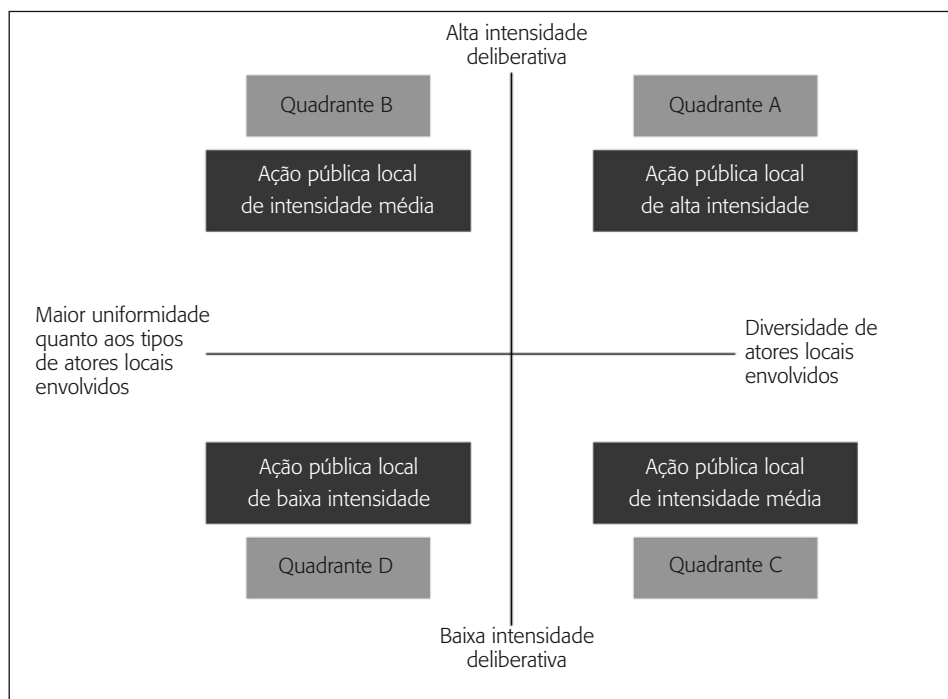 Alta intensidade
deliberativa
Quadrante B
Quadrante A
Ação pública local
de intensidade média
Ação pública local
de alta intensidade
Maior uniformidade
quanto aos tipos
de atores locais
envolvidos
Diversidade de
atores locais
envolvidos
Ação pública local
de baixa intensidade
Ação pública local
de intensidade média
Quadrante D
Quadrante C
Baixa intensidade
deliberativa